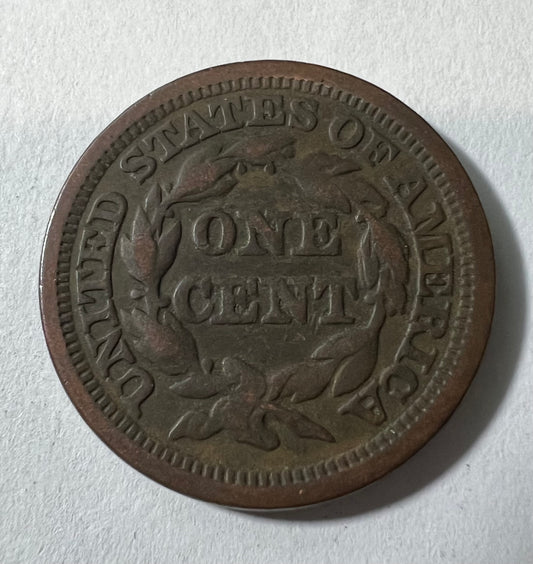 UNITED STATES OF AMERICA
ONE
CENT